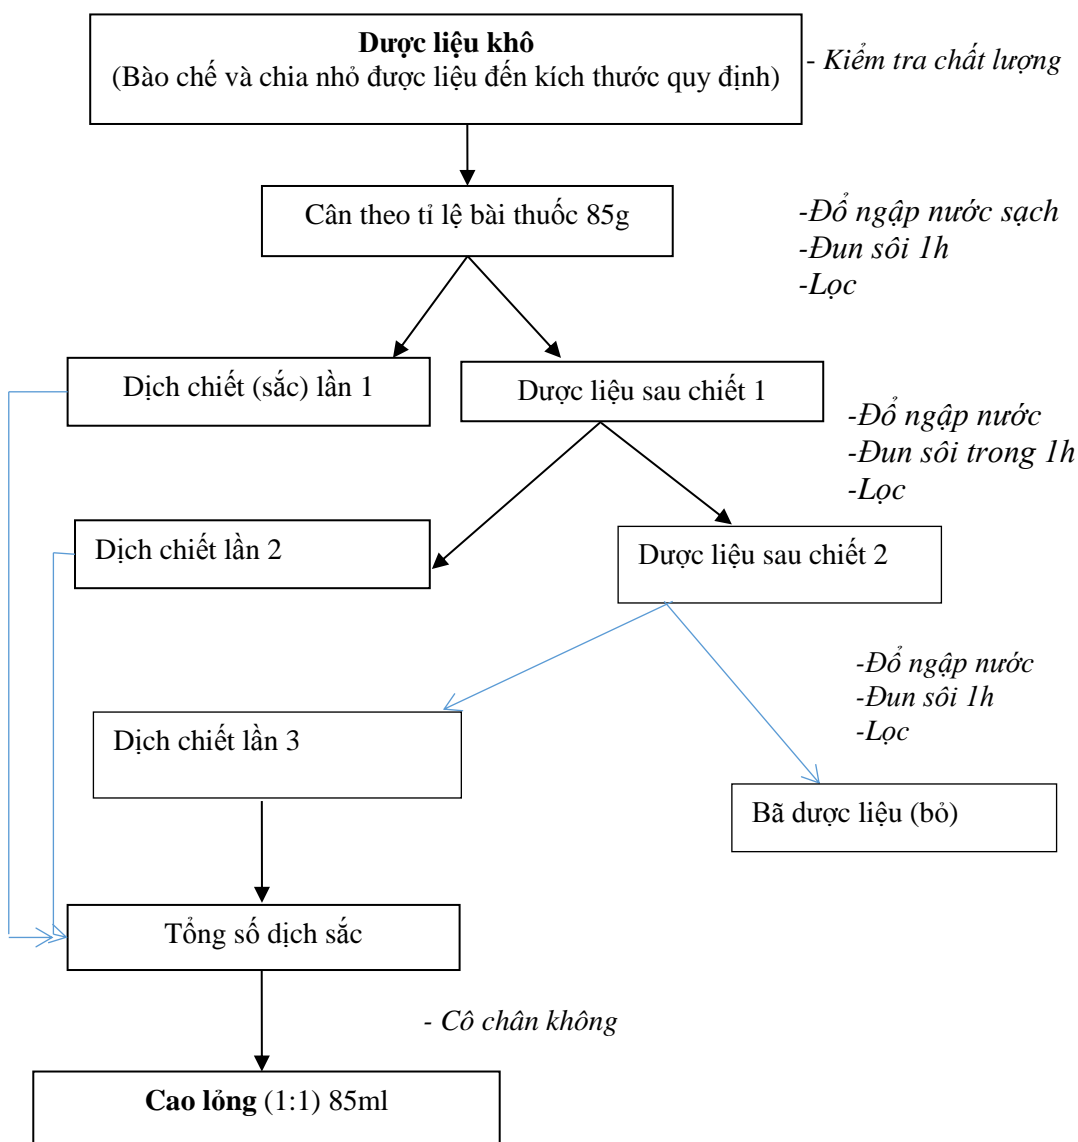 Dược liệu khô
(Bào chế và chia nhỏ được liệu đến kích thước quy định)
- Kiểm tra chất lượng
Cân theo tỉ lệ bài thuốc 85g
-Đổ ngập nước sạch
-Đun sôi 1h
-Lọc
Dịch chiết (sắc) lần 1
Dược liệu sau chiết 1
-Đổ ngập nước
-Đun sôi trong 1h
-Lọc
Dịch chiết lần 2
Dược liệu sau chiết 2
-Đổ ngập nước
-Đun sôi 1h
-Lọc
Dịch chiết lần 3
Bã dược liệu (bỏ)
Tổng số dịch sắc
- Cô chân không
Cao lỏng (1:1) 85ml